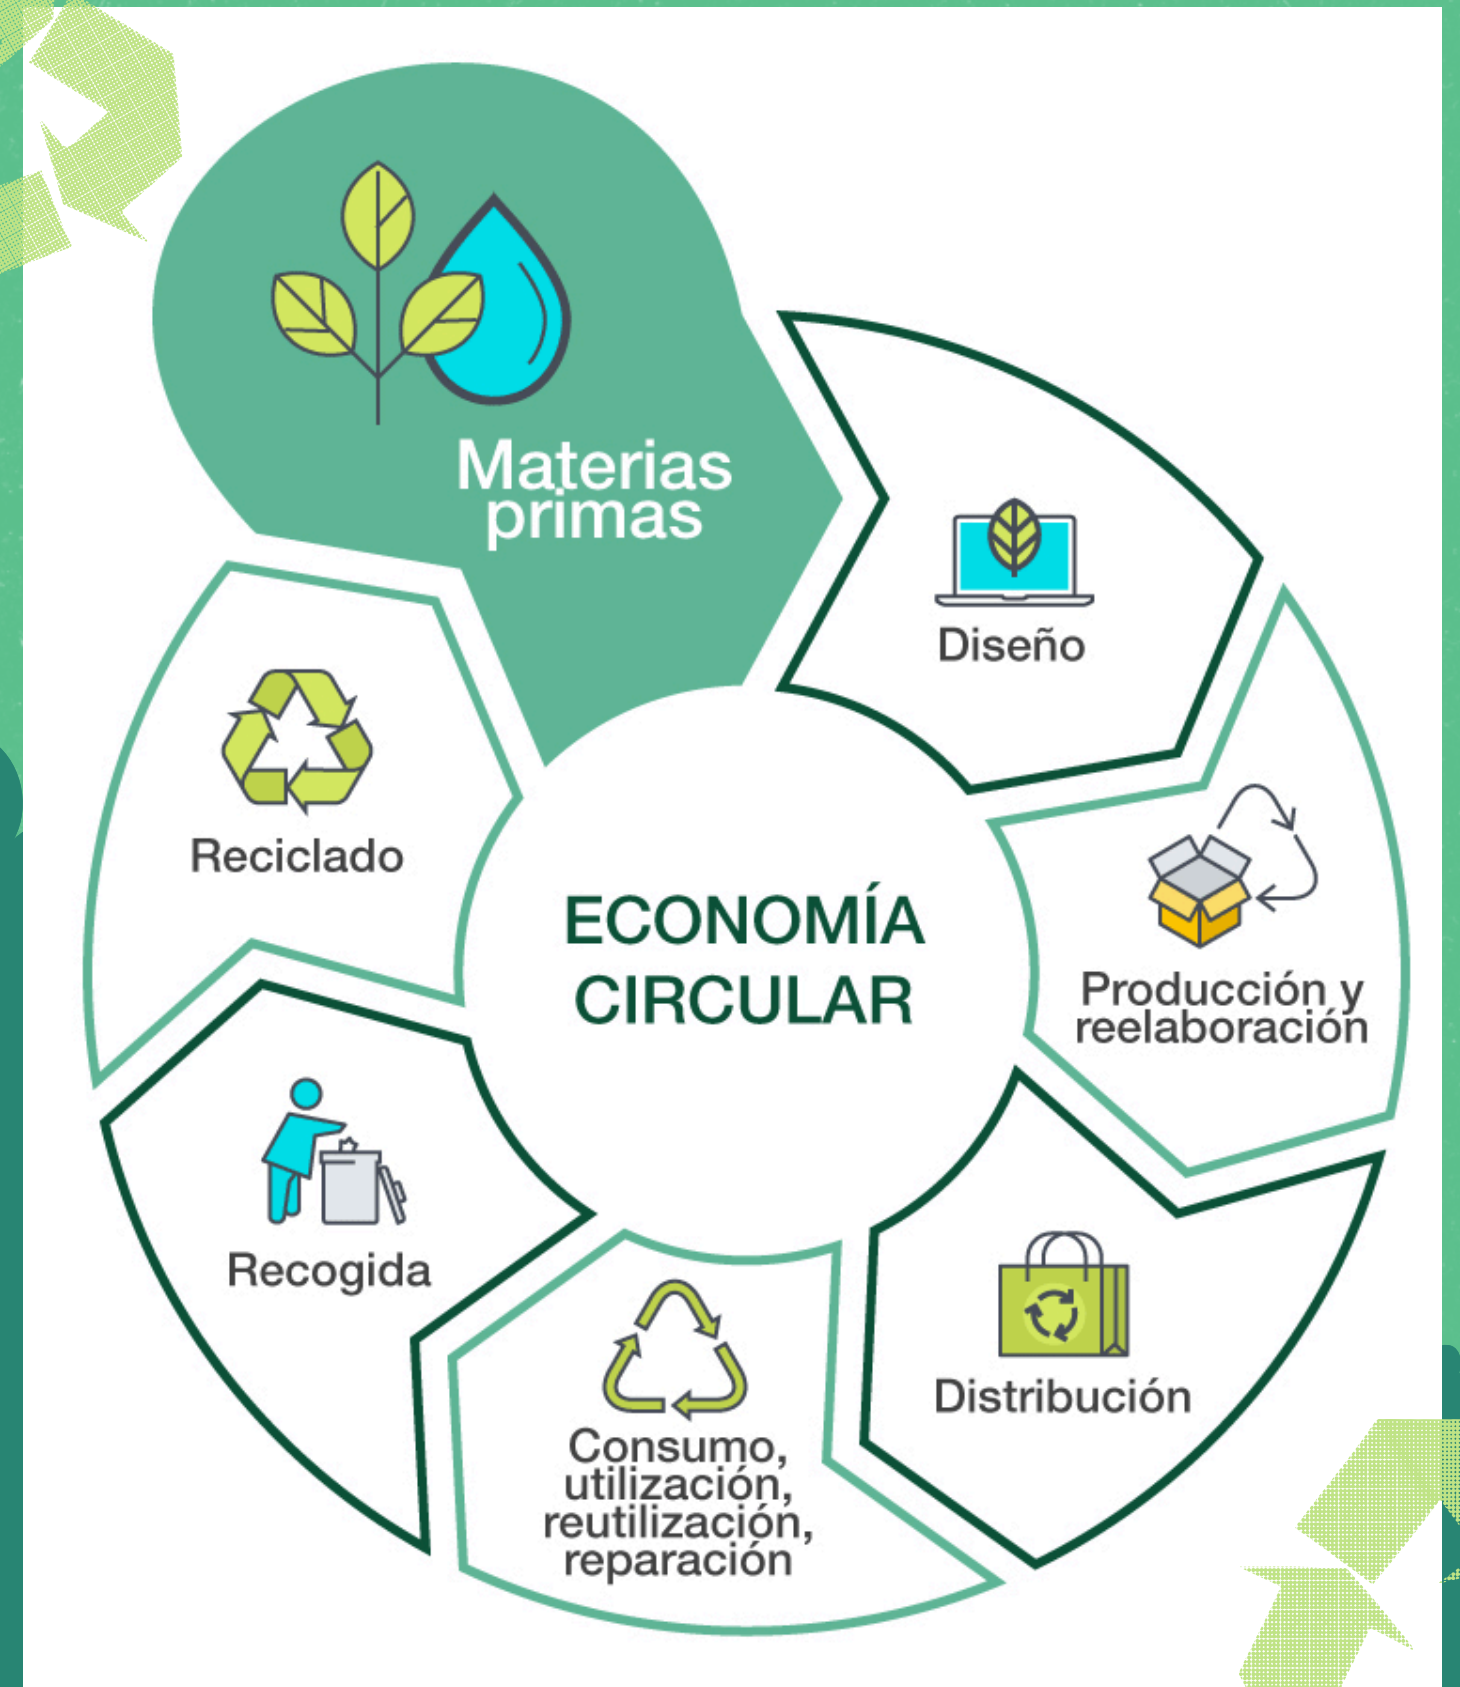 Materias
primas
Diseño
Producción y
reelaboración
Distribución
Consumo,
utilización,
reutilización,
reparación
Recogida
Reciclado
ECONOMÍA
CIRCULAR